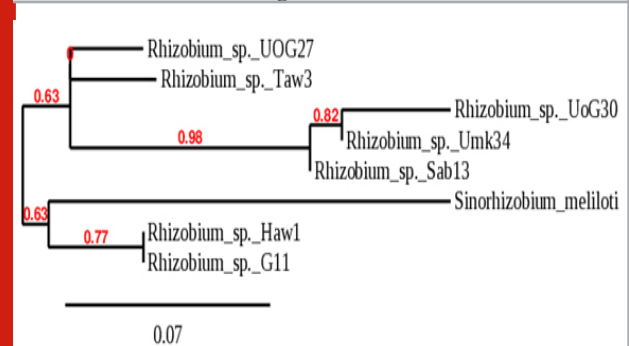 0
Rhizobium_sp._UOG27
Rhizobium_sp._Taw3
0.63
0.82
Rhizobium_sp._UoG30
0.98
Rhizobium_sp._Umk34
Rhizobium_sp._Sab13
Sinorhizobium_meliloti
0.63
0.77
Rhizobium_sp._Haw1
Rhizobium_sp._G11
0.07